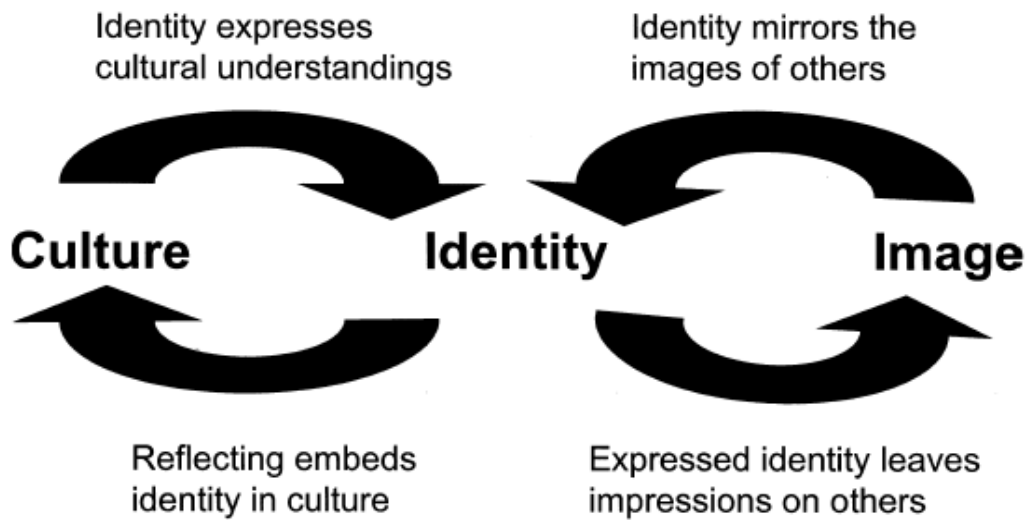 Identity expresses
cultural understandings
Identity mirrors the
images of others
Culture
Identity
Image
Reflecting embeds
identity in culture
Expressed identity leaves
impressions on others